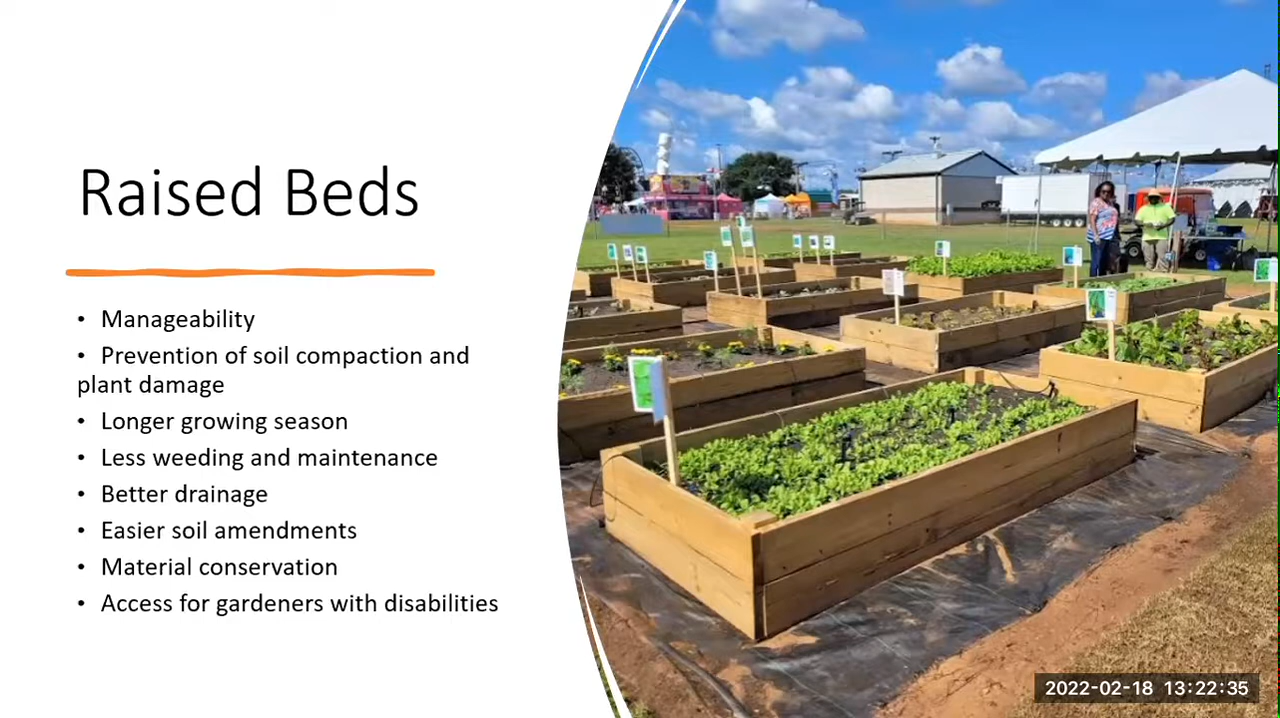 Raised Beds
• Manageability
• Prevention of soil compaction and
plant damage
• Longer growing season
• Less weeding and maintenance
• Better drainage
• Easier soil amendments
• Material conservation
• Access for gardeners with disabilities
2022-02-18 13:22:35